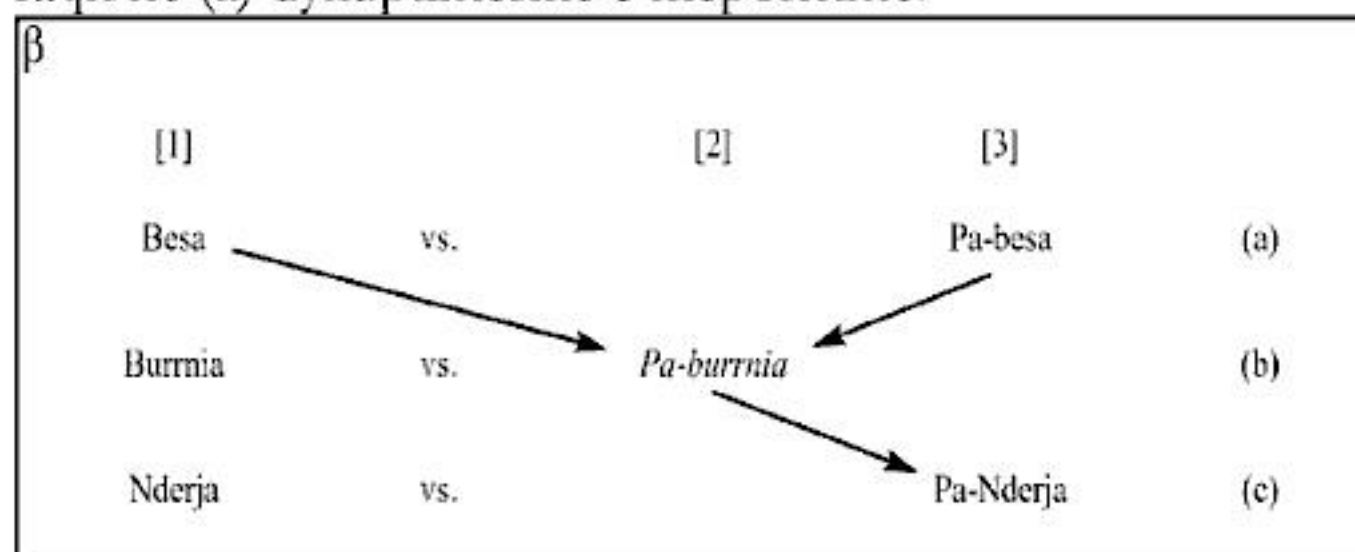 β
[1] [2] [3]
Besa vs. Pa-besa (a)
Burrnia vs. Pa-burrnia (b)
Nderja vs. Pa-Nderja (c)